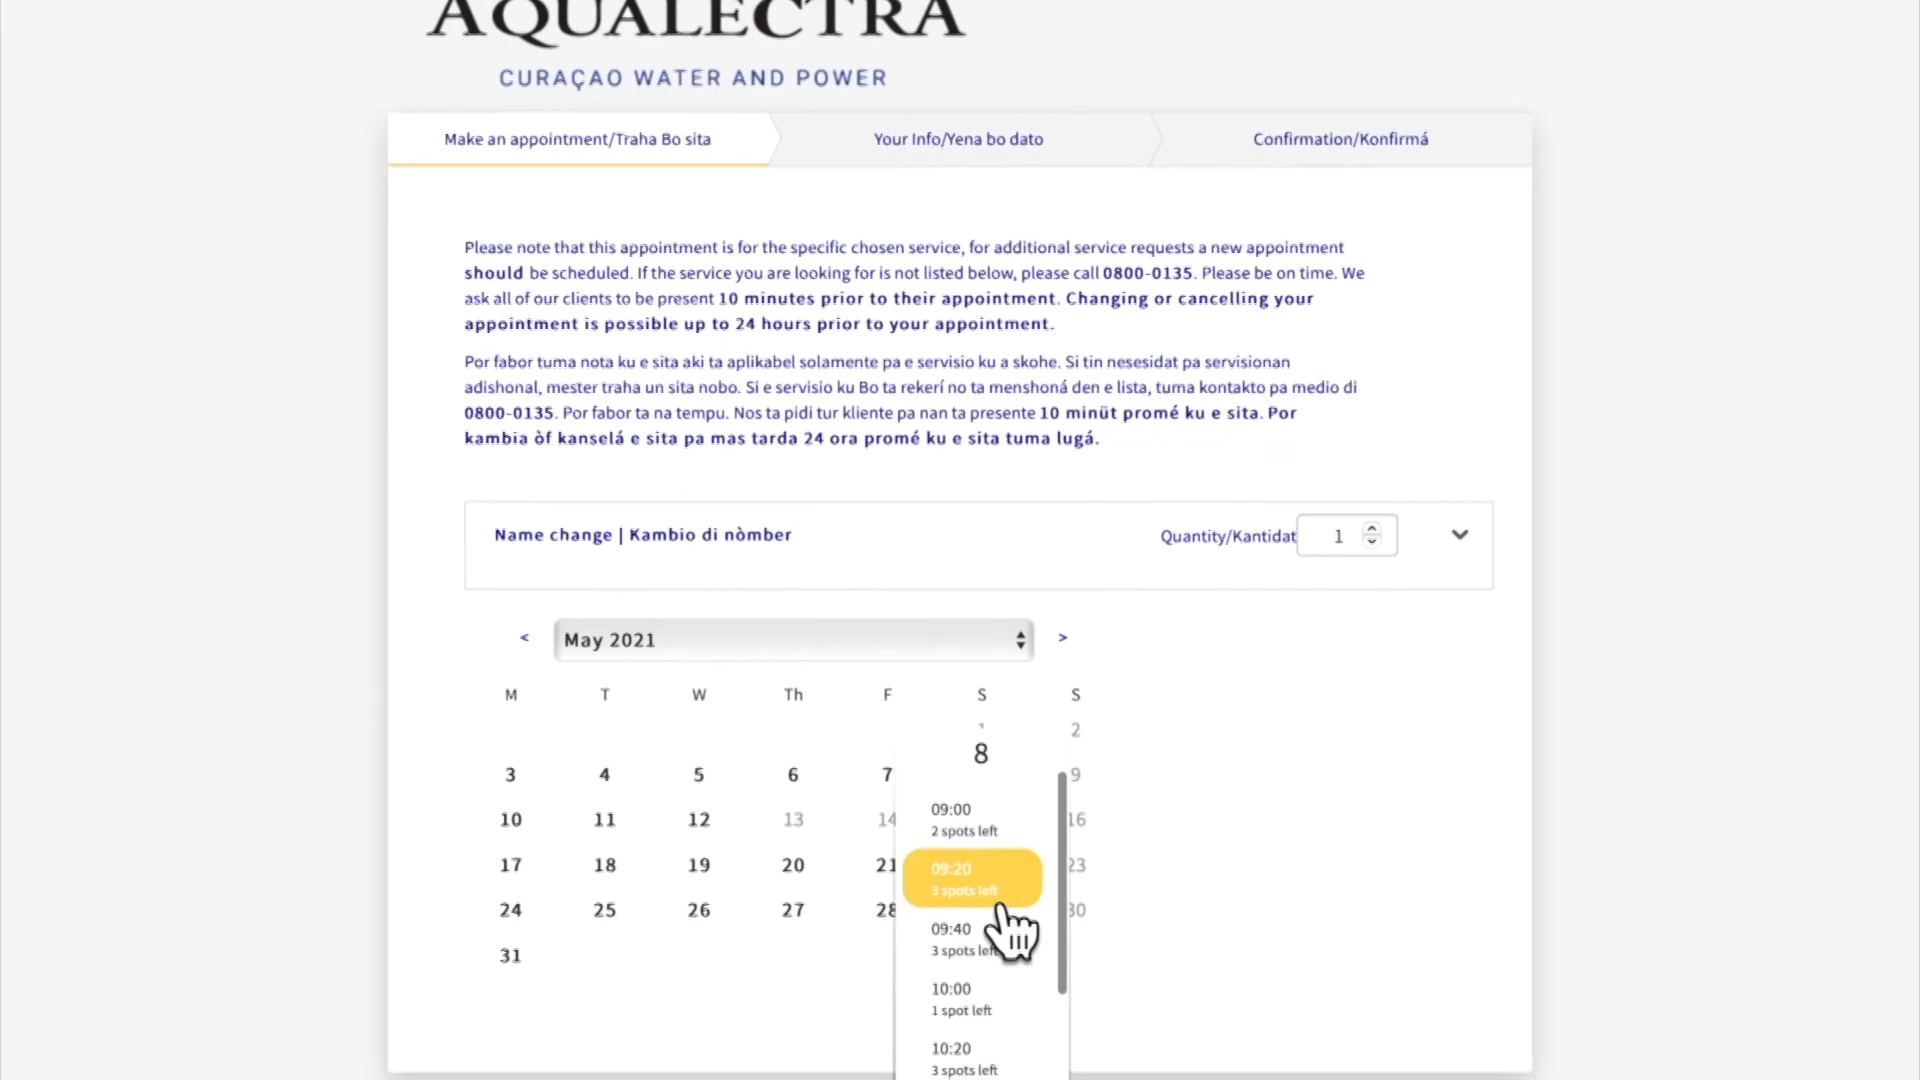 AQUALECTRA
CURAÇAO WATER AND POWER
Make an appointment/Traha Bo sita
Your Info/Yena bo dato
Confirmation/Konfirmá
Please note that this appointment is for the specific chosen service, for additional service requests a new appointment
should be scheduled. If the service you are looking for is not listed below, please call 0800-0135. Please be on time. We
ask all of our clients to be present 10 minutes prior to their appointment. Changing or cancelling your
appointment is possible up to 24 hours prior to your appointment.
Por fabor tuma nota ku e sita aki ta aplikabel solamente pa e servisio ku a skohe. Si tin nesesidat pa servisionan
adishonal, mester traha un sita nobo. Si e servisio ku Bo ta rekerí no ta menshoná den e lista, tuma kontakto pa medio di
0800-0135. Por fabor ta na tempu. Nos ta pidi tur kliente pa nan ta presente 10 minüt promé ku e sita. Por
kambia òf kanselá e sita pa mas tarda 24 ora promé ku e sita tuma lugá.
Name change | Kambio di nòmber
Quantity/Kantidat 1
< May 2021 >
M T W Th F S S
2
8
3 4 5 6 7 9
09:00
10 11 12 13 14 16
2 spots left
17 18 19 20 21 23
09:20
3 spots left
24 25 26 27 28 30
09:40
3 spots left
31
10:00
1 spot left
10:20
3 spots left